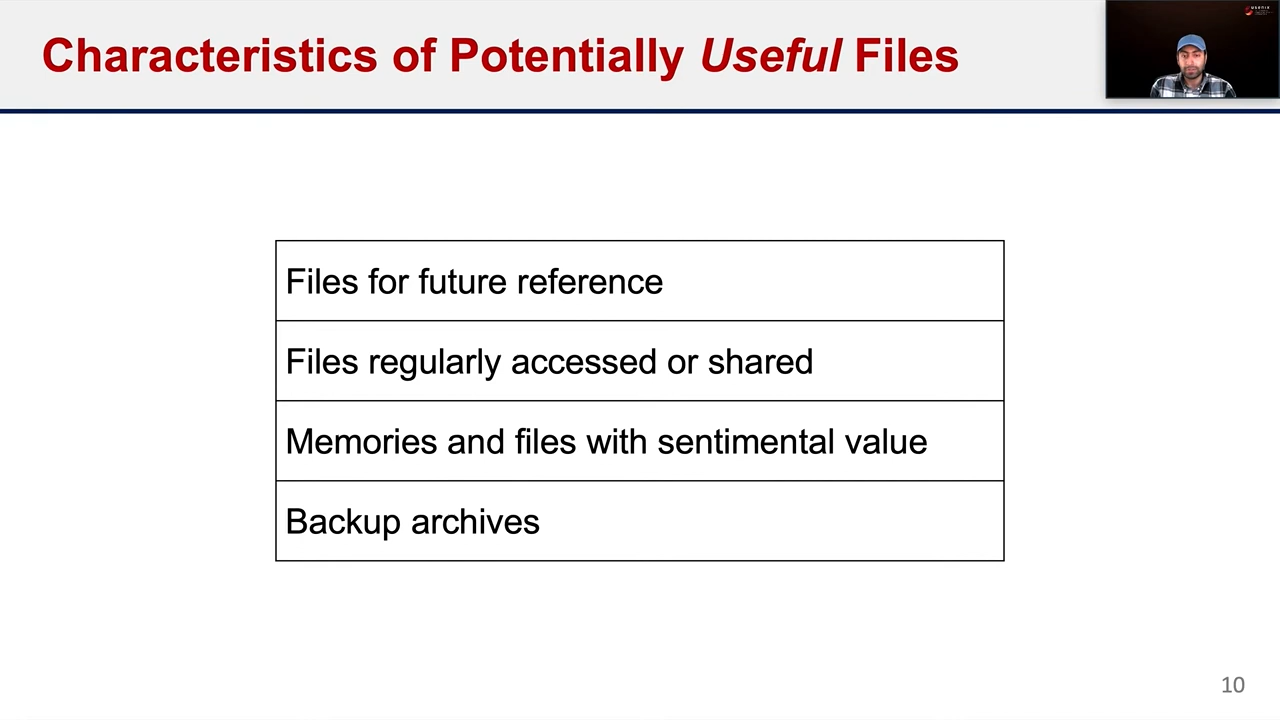 Characteristics of Potentially Useful Files
usenix
Files for future reference
Files regularly accessed or shared
Memories and files with sentimental value
Backup archives
10